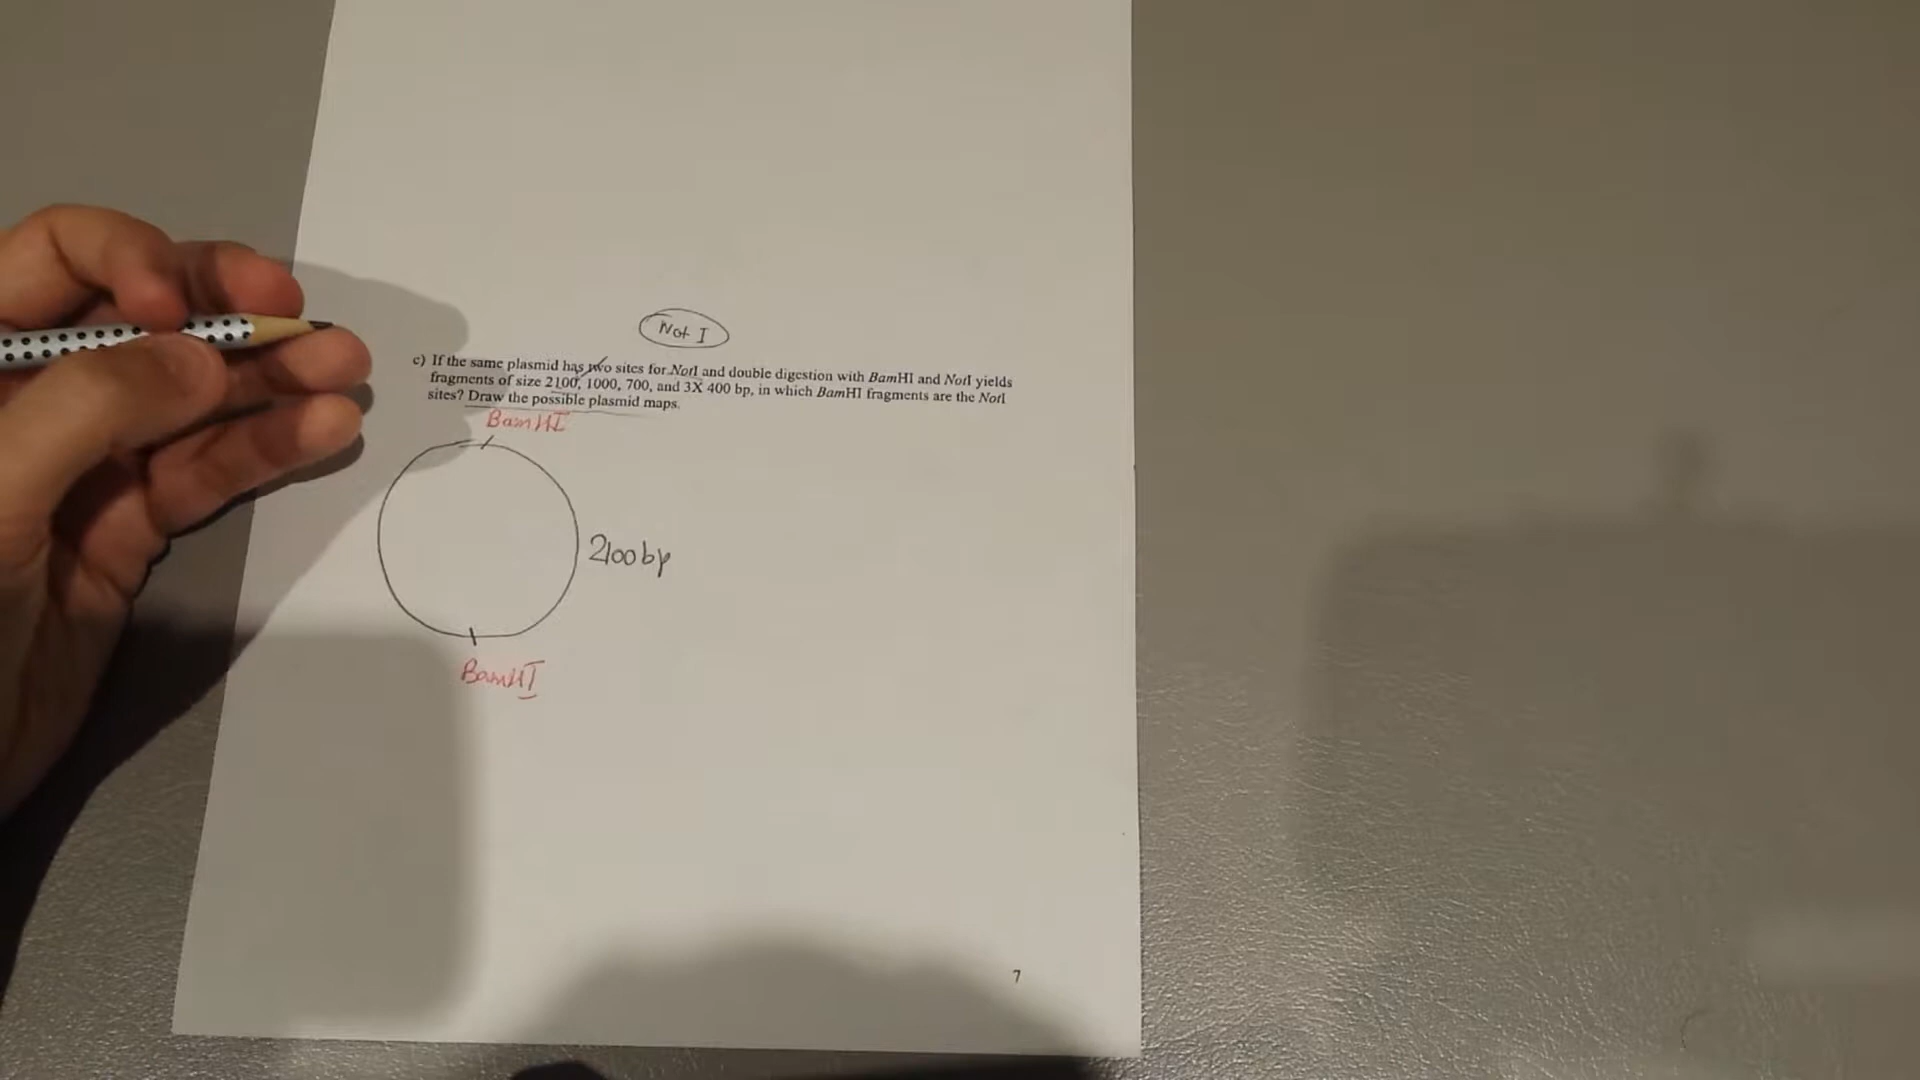 Not I
c) If the same plasmid has two sites for NotI and double digestion with BamHI and NotI yields
fragments of size 2100, 1000, 700, and 3X 400 bp, in which BamHI fragments are the NotI
sites? Draw the possible plasmid maps.
BamHI
2100 bp
BamHI
7